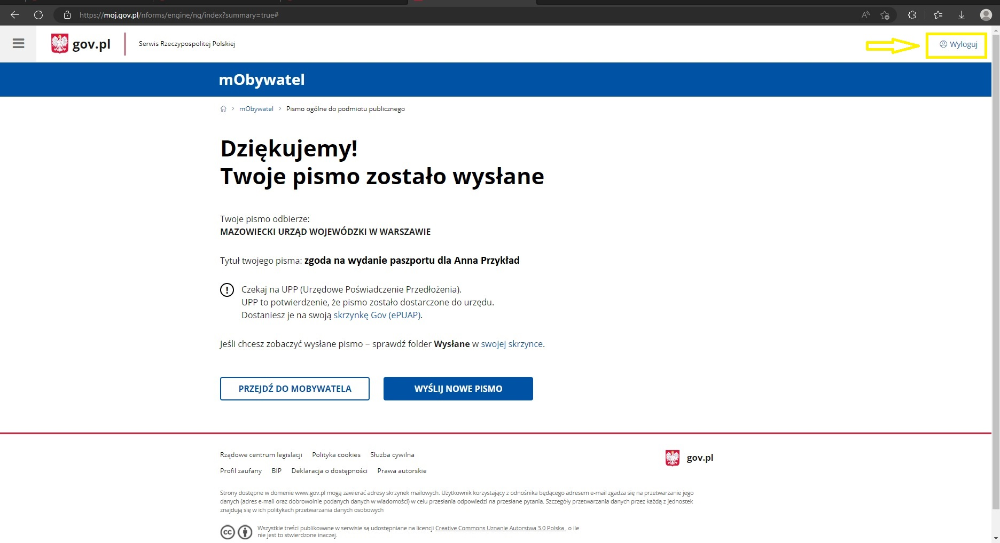 https://moj.gov.pl/nforms/engine/ng/index?summary=true#
gov.pl
Serwis Rzeczypospolitej Polskiej
Wyloguj
mObywatel
mObywatel > Pismo ogólne do podmiotu publicznego
Dziękujemy!
Twoje pismo zostało wysłane
Twoje pismo odbierze:
MAZOWIECKI URZĄD WOJEWÓDZKI W WARSZAWIE
Tytuł twojego pisma: zgoda na wydanie paszportu dla Anna Przykład
Czekaj na UPP (Urzędowe Poświadczenie Przedłożenia).
UPP to potwierdzenie, że pismo zostało dostarczone do urzędu.
Dostaniesz je na swoją skrzynkę Gov (ePUAP).
Jeśli chcesz zobaczyć wysłane pismo – sprawdź folder Wysłane w swojej skrzynce.
PRZEJDŹ DO MOBYWATELA
WYŚLIJ NOWE PISMO
Rządowe centrum legislacji Polityka cookies Służba cywilna
Profil zaufany BIP Deklaracja o dostępności Prawa autorskie
gov.pl
Strony dostępne w domenie www.gov.pl mogą zawierać adresy skrzynek mailowych. Użytkownik korzystający z odnośnika będącego adresem e-mail zgadza się na przetwarzanie jego
danych (adres e-mail oraz dobrowolnie podanych danych w wiadomości) w celu przesłania odpowiedzi na przesłane pytania. Szczegóły przetwarzania danych przez każdą z jednostek
znajdują się w ich politykach przetwarzania danych osobowych
cc
Wszystkie treści publikowane w serwisie są udostępniane na licencji Creative Commons Uznanie Autorstwa 3.0 Polska , o ile
nie jest to stwierdzone inaczej.